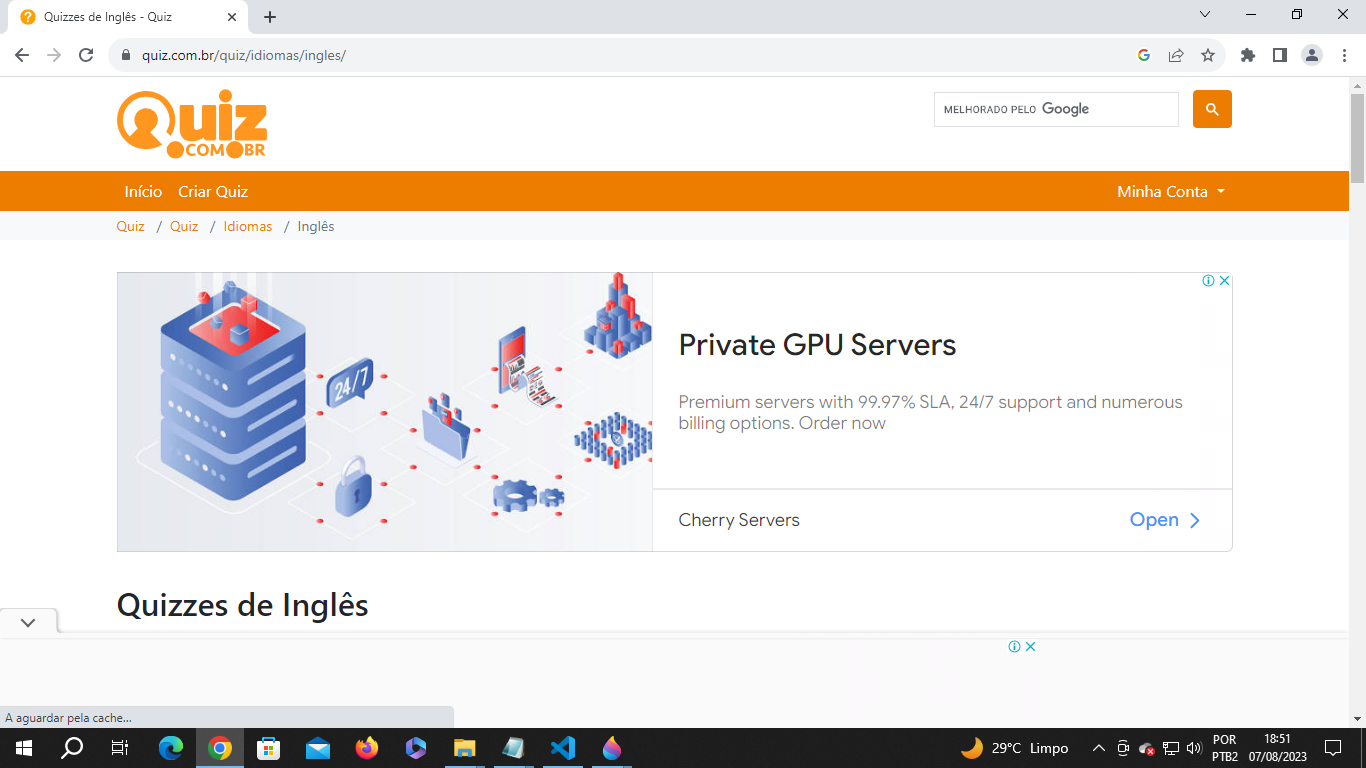 Quizzes de Inglês - Quiz
quiz.com.br/quiz/idiomas/ingles/
Quiz
.COM.BR
MELHORADO PELO Google
Início Criar Quiz Minha Conta
Quiz / Quiz / Idiomas / Inglês
24/7
Private GPU Servers
Premium servers with 99.97% SLA, 24/7 support and numerous
billing options. Order now
Cherry Servers Open
Quizzes de Inglês
A aguardar pela cache...
29°C Limpo
POR
PTB2
18:51
07/08/2023